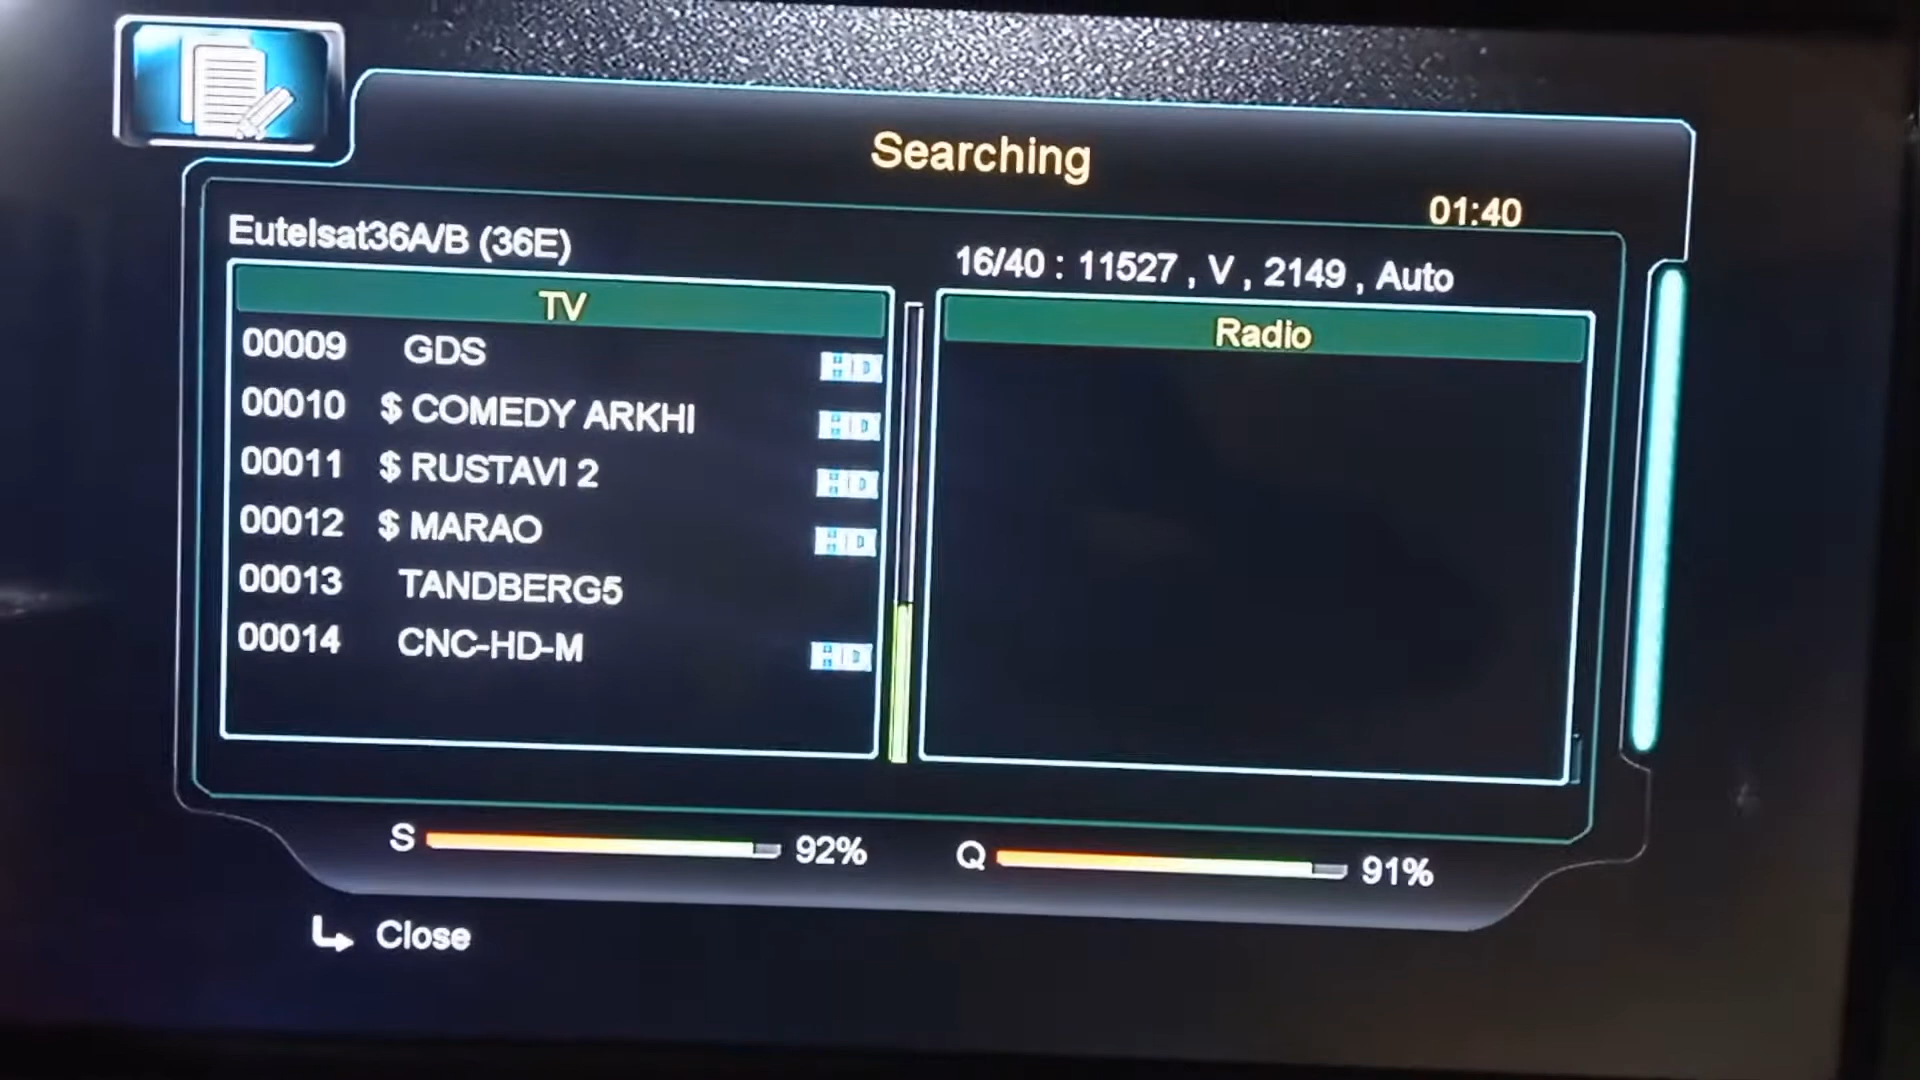 Searching
01:40
Eutelsat36A/B (36E)
16/40 : 11527 , V , 2149 , Auto
TV
Radio
00009 GDS HD
00010 $ COMEDY ARKHI HD
00011 $ RUSTAVI 2 HD
00012 $ MARAO HD
00013 TANDBERG5
00014 CNC-HD-M HD
S 92% Q 91%
Close